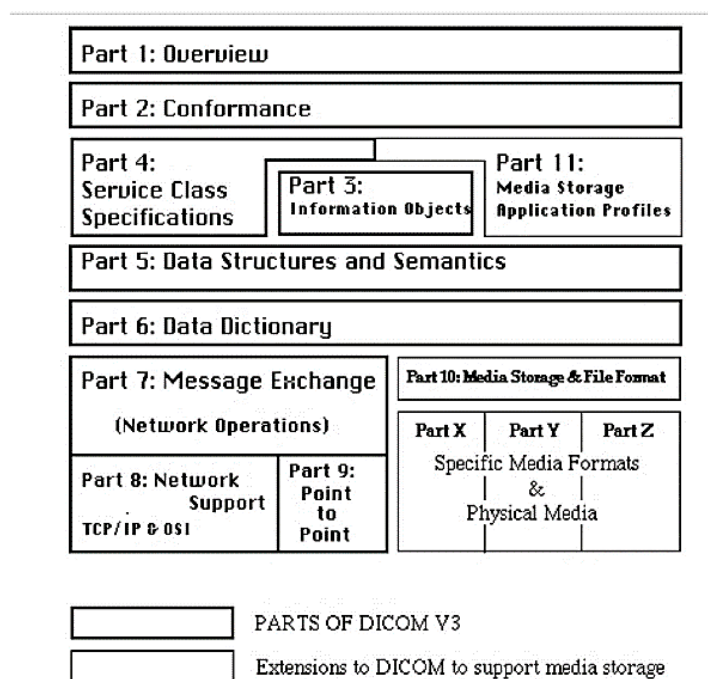 Part 1: Overview
Part 2: Conformance
Part 4:
Service Class
Specifications
Part 3:
Information Objects
Part 11:
Media Storage
Application Profiles
Part 5: Data Structures and Semantics
Part 6: Data Dictionary
Part 7: Message Exchange
(Network Operations)
Part 8: Network
Support
TCP/IP & OSI
Part 9:
Point
to
Point
Part 10: Media Storage & File Format
Part X
Part Y
Part Z
Specific Media Formats
&
Physical Media
PARTS OF DICOM V3
Extensions to DICOM to support media storage